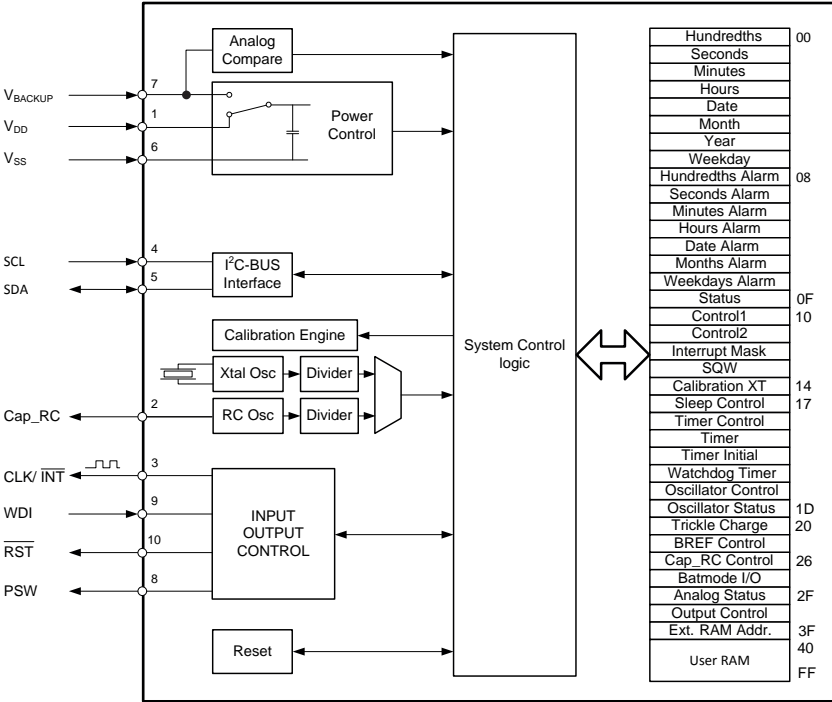 Analog
Compare
7
V_BACKUP
1
V_DD
6
V_SS
Power
Control
4
SCL
5
SDA
I²C-BUS
Interface
Calibration Engine
Xtal Osc
Divider
2
Cap_RC
RC Osc
Divider
3
CLK/ INT
9
WDI
10
RST
8
PSW
INPUT
OUTPUT
CONTROL
Reset
System Control
logic
Hundredths 00
Seconds
Minutes
Hours
Date
Month
Year
Weekday
Hundredths Alarm 08
Seconds Alarm
Minutes Alarm
Hours Alarm
Date Alarm
Months Alarm
Weekdays Alarm
Status 0F
Control1 10
Control2
Interrupt Mask
SQW
Calibration XT 14
Sleep Control 17
Timer Control
Timer
Timer Initial
Watchdog Timer
Oscillator Control
Oscillator Status 1D
Trickle Charge 20
BREF Control
Cap_RC Control 26
Batmode I/O
Analog Status 2F
Output Control
Ext. RAM Addr. 3F
40
User RAM
FF